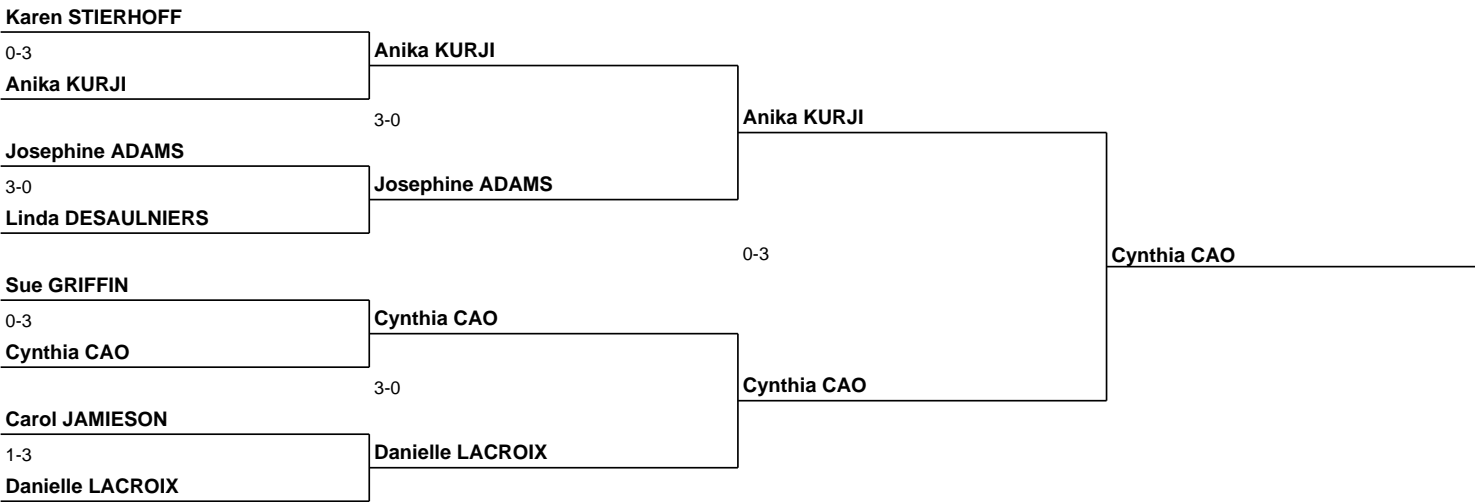 Karen STIERHOFF
0-3
Anika KURJI
Anika KURJI
3-0
Anika KURJI
Josephine ADAMS
3-0
Josephine ADAMS
Linda DESAULNIERS
0-3
Cynthia CAO
Sue GRIFFIN
0-3
Cynthia CAO
Cynthia CAO
3-0
Cynthia CAO
Carol JAMIESON
1-3
Danielle LACROIX
Danielle LACROIX